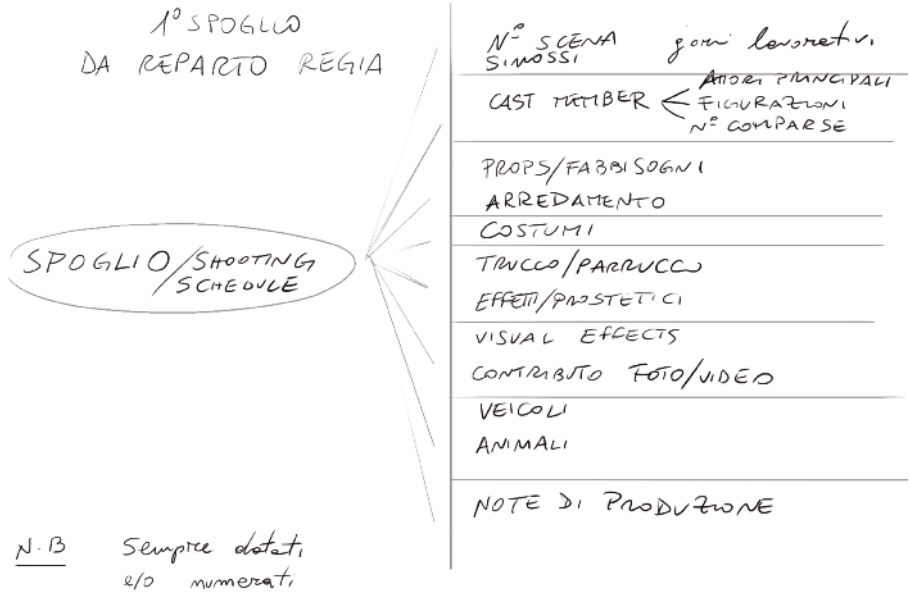 1° SPOGLIO
DA REPARTO REGIA
SPOGLIO/SHOOTING
SCHEDULE
N.B Sempre datati
e/o numerati
N° SCENA giorni lavorativi
SINOSSI
CAST MEMBER
ATTORI PRINCIPALI
FIGURAZIONI
N° COMPARSE
PROPS/FABBISOGNI
ARREDAMENTO
COSTUMI
TRUCCO/PARRUCCO
EFFETTI/PROSTETICI
VISUAL EFFECTS
CONTRIBUTO FOTO/VIDEO
VEICOLI
ANIMALI
NOTE DI PRODUZIONE